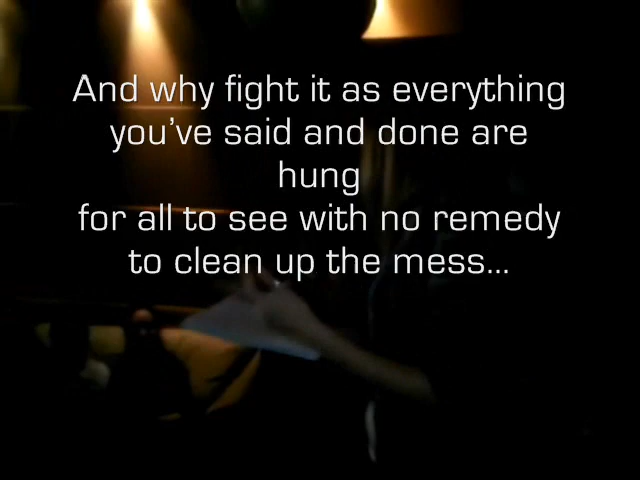 And why fight it as everything
you've said and done are
hung
for all to see with no remedy
to clean up the mess...